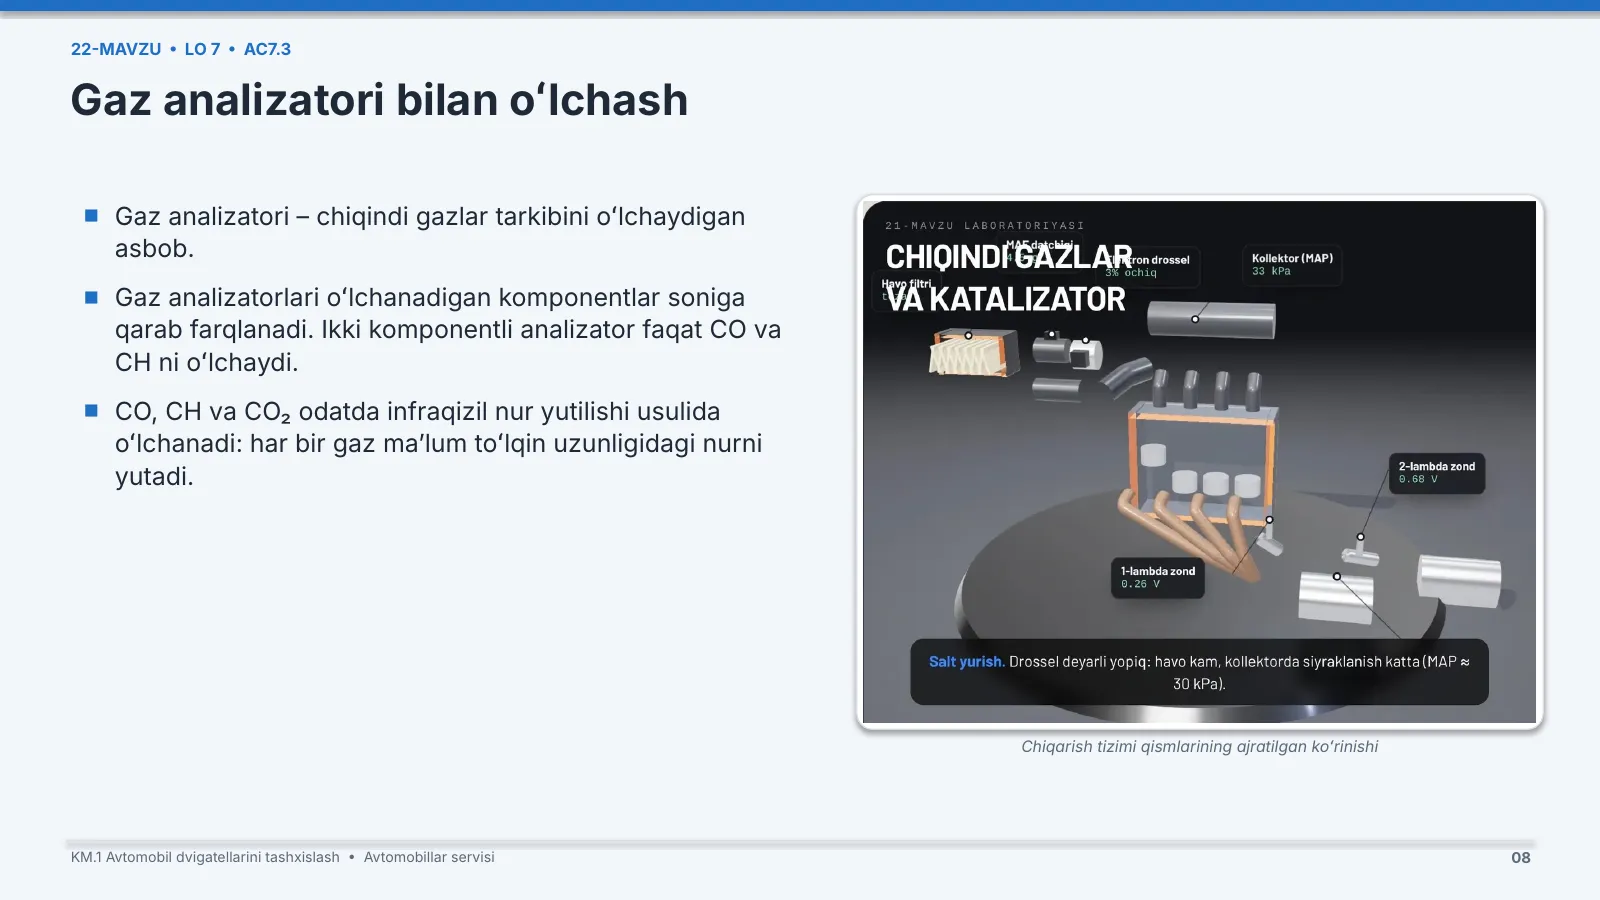 22-MAVZU • LO 7 • AC7.3
Gaz analizatori bilan oʻlchash
■ Gaz analizatori – chiqindi gazlar tarkibini oʻlchaydigan
asbob.
■ Gaz analizatorlari oʻlchanadigan komponentlar soniga
qarab farqlanadi. Ikki komponentli analizator faqat CO va
CH ni oʻlchaydi.
■ CO, CH va CO₂ odatda infraqizil nur yutilishi usulida
oʻlchanadi: har bir gaz maʼlum toʻlqin uzunligidagi nurni
yutadi.
21-MAVZU LABORATORIYASI
CHIQINDI GAZLAR
VA KATALIZATOR
MAF datchigi
drossel
3% ochiq
Kollektor (MAP)
33 kPa
Havo filtri
2-lambda zond
0.68 V
1-lambda zond
0.26 V
Salt yurish. Drossel deyarli yopiq: havo kam, kollektorda siyraklanish katta (MAP ≈
30 kPa).
Chiqarish tizimi qismlarining ajratilgan koʻrinishi
KM.1 Avtomobil dvigatellarini tashxislash • Avtomobillar servisi
08